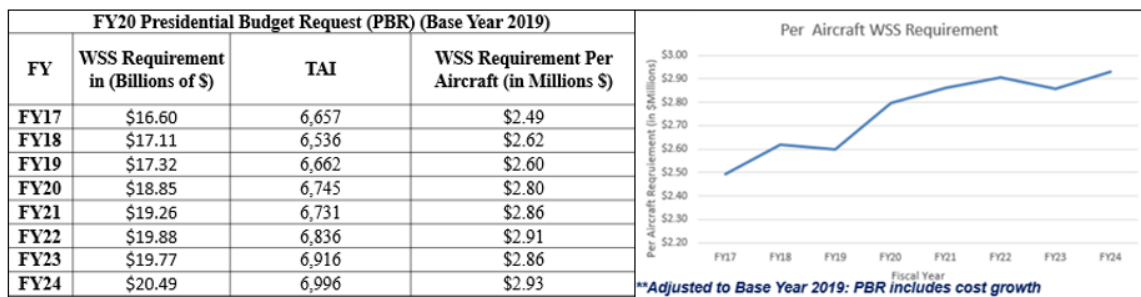 FY20 Presidential Budget Request (PBR) (Base Year 2019)
FY WSS Requirement in (Billions of $) TAI WSS Requirement Per Aircraft (in Millions $)
FY17 $16.60 6,657 $2.49
FY18 $17.11 6,536 $2.62
FY19 $17.32 6,662 $2.60
FY20 $18.85 6,745 $2.80
FY21 $19.26 6,731 $2.86
FY22 $19.88 6,836 $2.91
FY23 $19.77 6,916 $2.86
FY24 $20.49 6,996 $2.93
Per Aircraft WSS Requirement
Per Aircraft Reqruiement (in $Millions)
$3.00
$2.90
$2.80
$2.70
$2.60
$2.50
$2.40
$2.30
$2.20
FY17 FY18 FY19 FY20 FY21 FY22 FY23 FY24
Fiscal Year
**Adjusted to Base Year 2019: PBR includes cost growth